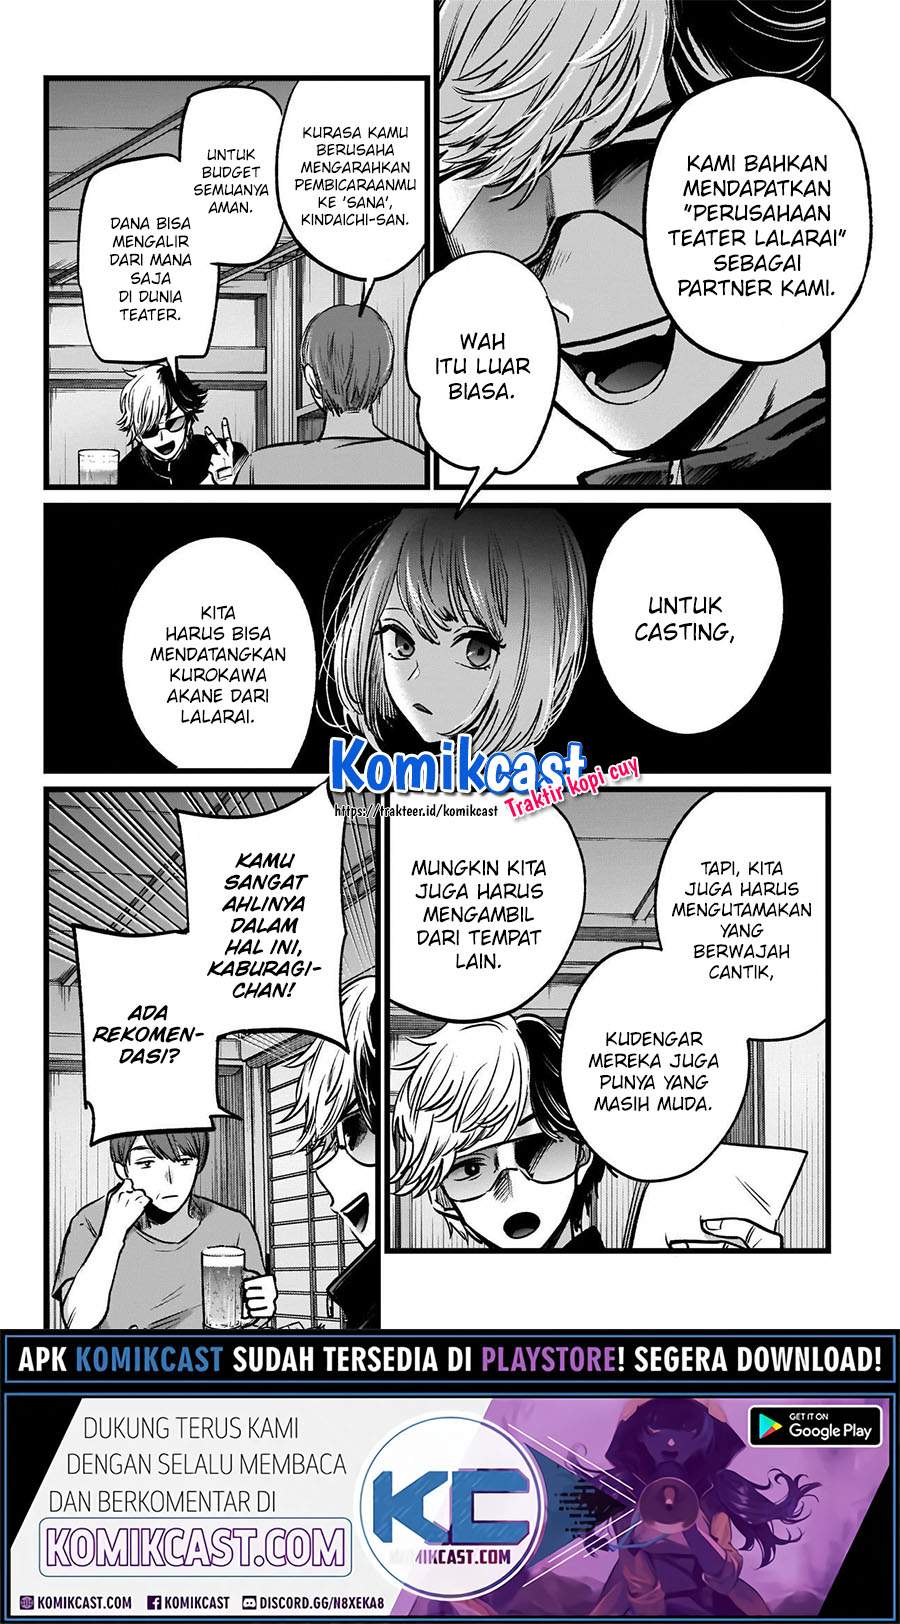 KAMI BAHKAN
MENDAPATKAN
"PERUSAHAAN
TEATER LALARAI"
SEBAGAI
PARTNER KAMI.
WAH
ITU LUAR
BIASA.
KURASA KAMU
BERUSAHA
MENGARAHKAN
PEMBICARAANMU
KE 'SANA',
KINDAICHI-SAN.
UNTUK
BUDGET
SEMUANYA
AMAN.
DANA BISA
MENGALIR
DARI MANA
SAJA
DI DUNIA
TEATER.
UNTUK
CASTING,
KITA
HARUS BISA
MENDATANGKAN
KUROKAWA
AKANE DARI
LALARAI.
Komikcast
https://trakteer.id/komikcast
Traktir kopi cuy
TAPI, KITA
JUGA HARUS
MENGUTAMAKAN
YANG
BERWAJAH
CANTIK,
KUDENGAR
MEREKA JUGA
PUNYA YANG
MASIH MUDA.
MUNGKIN KITA
JUGA HARUS
MENGAMBIL
DARI TEMPAT
LAIN.
KAMU
SANGAT
AHLINYA
DALAM
HAL INI,
KABURAGI-
CHAN!
ADA
REKOMEN-
DASI?
APK KOMIKCAST SUDAH TERSEDIA DI PLAYSTORE! SEGERA DOWNLOAD!
DUKUNG TERUS KAMI
DENGAN SELALU MEMBACA
DAN BERKOMENTAR DI
KOMIKCAST.COM
KC
KOMIKCAST.COM
GET IT ON
Google Play
KOMIKCAST.COM
KOMIKCAST
DISCORD.GG/N8XEKA8